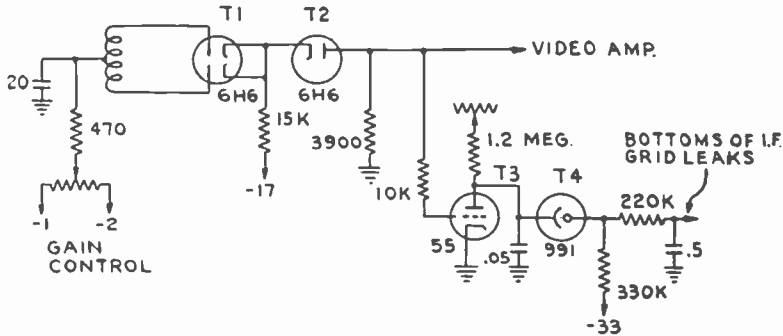 T1
T2
VIDEO AMP.
20
6H6
6H6
470
15K
3900
1.2 MEG.
BOTTOMS OF I.F.
GRID LEAKS
-17
10K
T3
T4
220K
-1
-2
55
.05
991
.5
GAIN
CONTROL
330K
-33